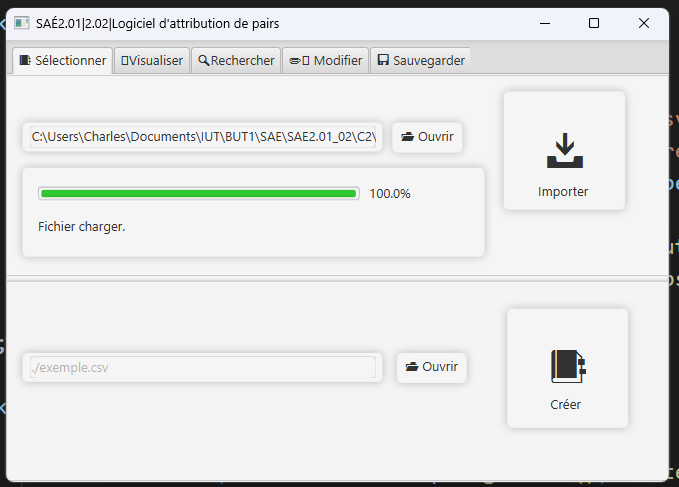 SAÉ2.01|2.02|Logiciel d'attribution de pairs
Sélectionner Visualiser Rechercher Modifier Sauvegarder
C:\Users\Charles\Documents\IUT\BUT1\SAE\SAE2.01_02\C2\
Ouvrir
Importer
100.0%
Fichier charger.
./exemple.csv
Ouvrir
Créer